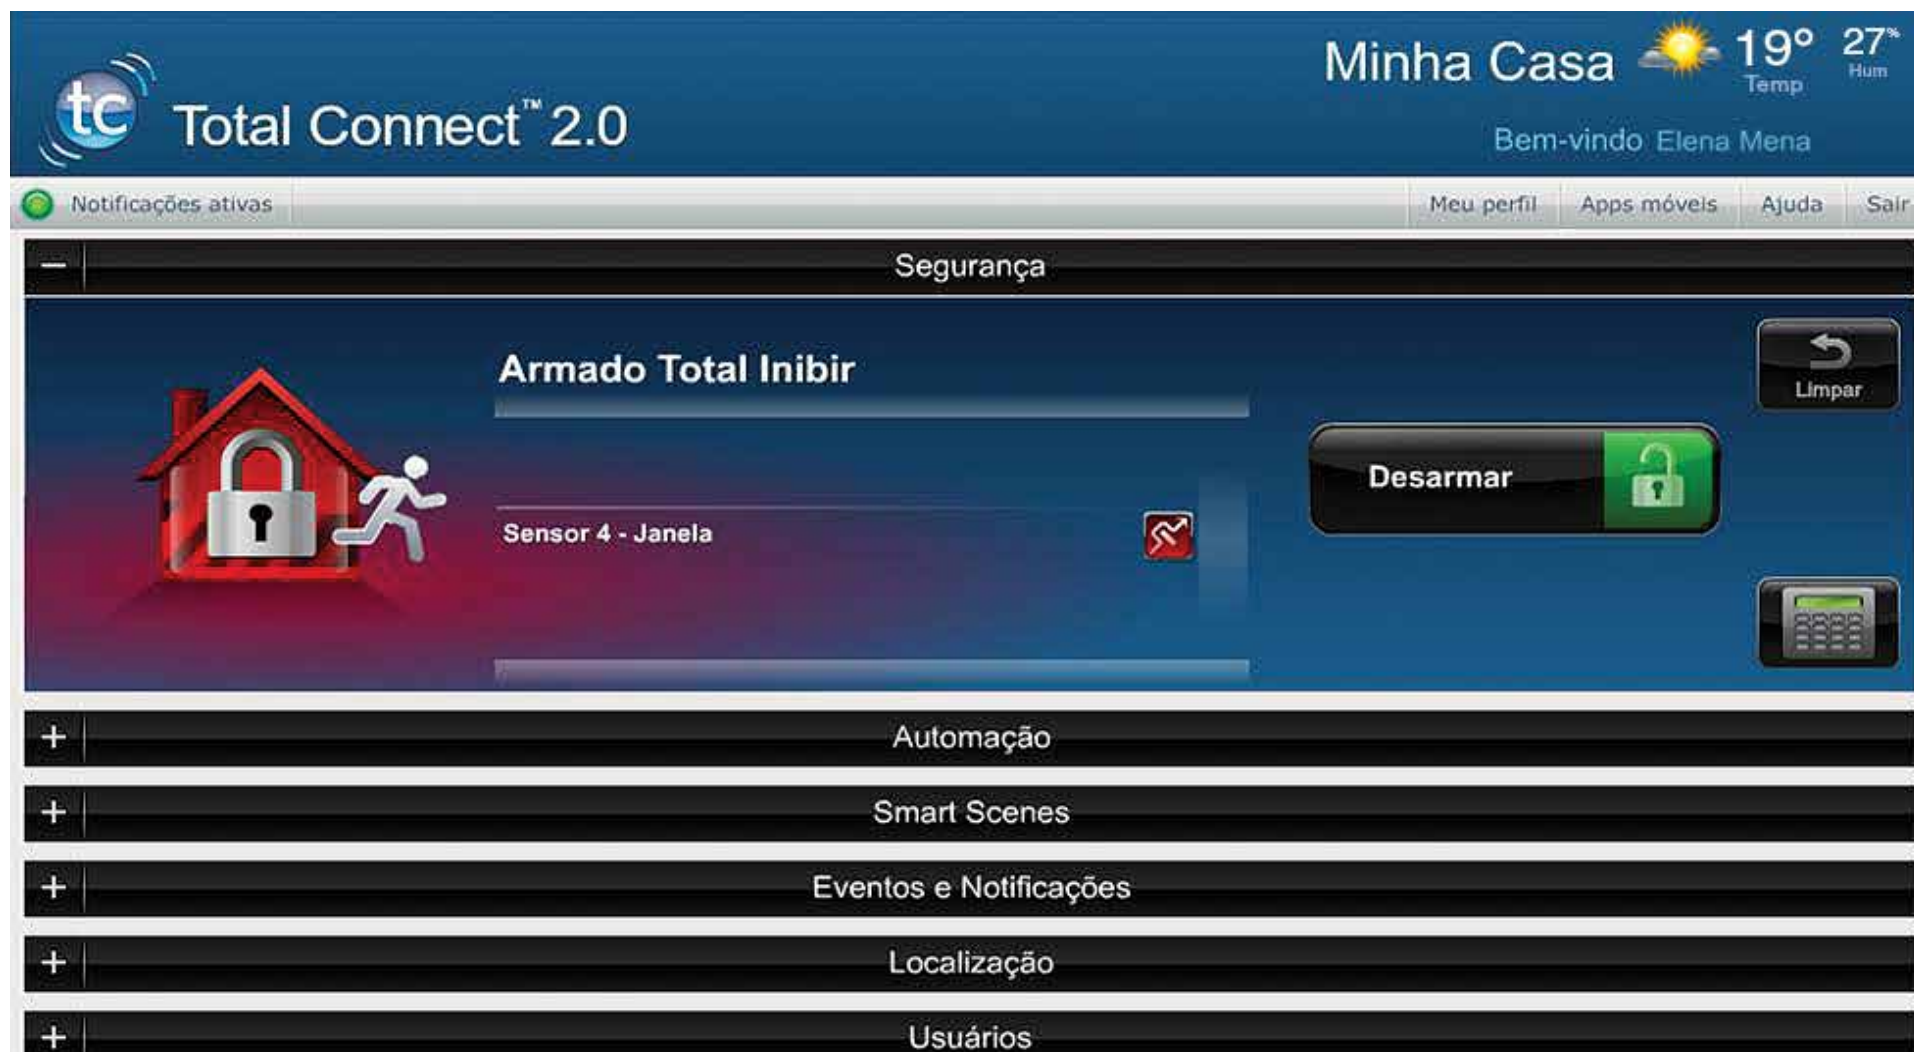 Minha Casa 19° 27%
Temp Hum
tc Total Connect™ 2.0
Bem-vindo Elena Mena
Notificações ativas Meu perfil Apps móveis Ajuda Sair
Segurança
Armado Total Inibir
Limpar
Desarmar
Sensor 4 - Janela
Automação
Smart Scenes
Eventos e Notificações
Localização
Usuários